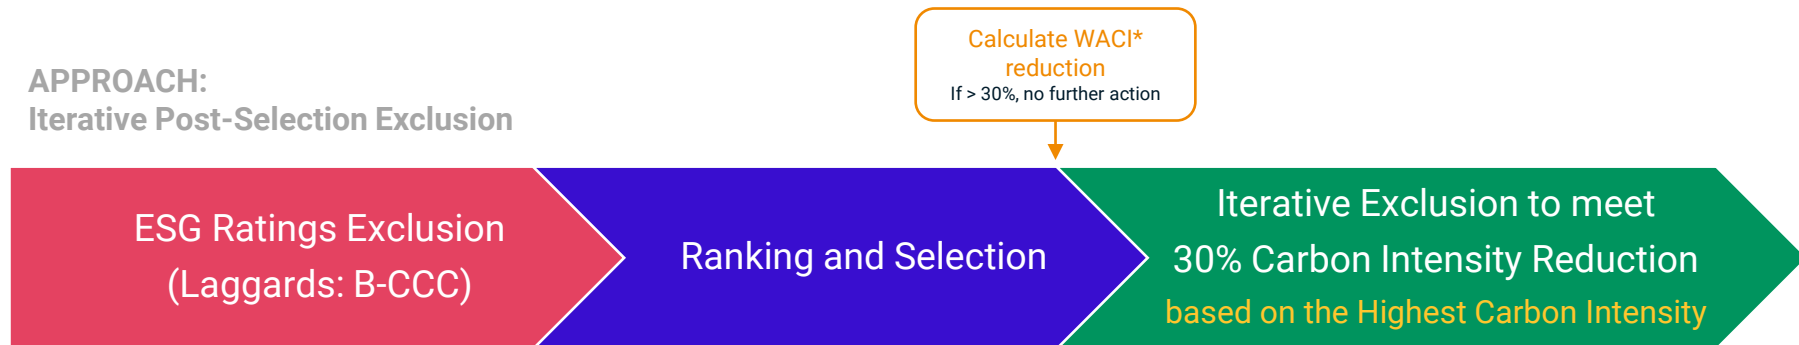 APPROACH:
Iterative Post-Selection Exclusion
Calculate WACI*
reduction
If > 30%, no further action
ESG Ratings Exclusion
(Laggards: B-CCC)
Ranking and Selection
Iterative Exclusion to meet
30% Carbon Intensity Reduction
based on the Highest Carbon Intensity